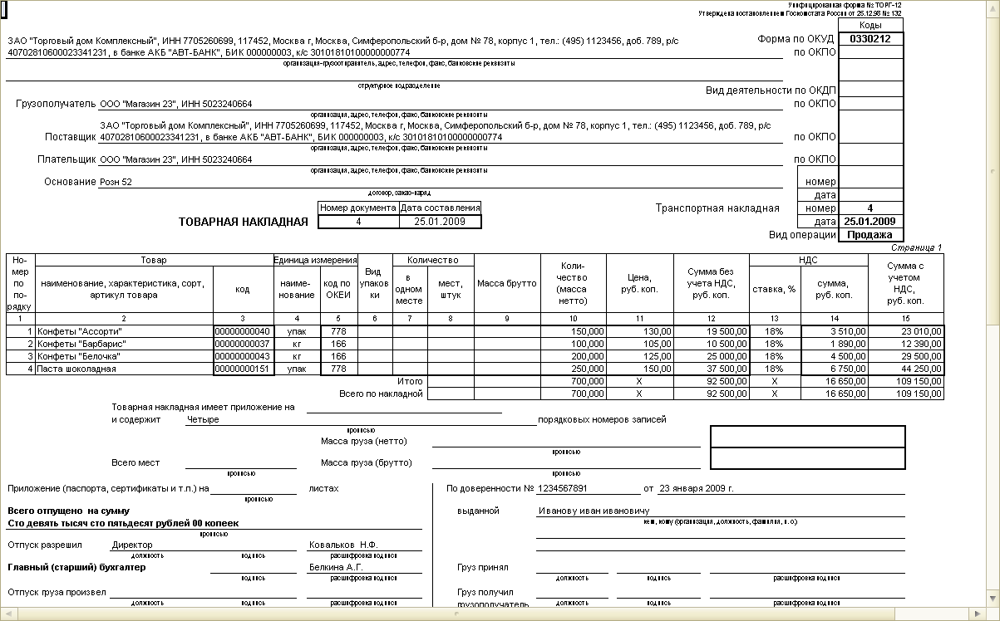 Унифицированная форма № ТОРГ-12
Утверждена постановлением Госкомстата России от 25.12.98 № 132
Коды
Форма по ОКУД 0330212
ЗАО "Торговый дом Комплексный", ИНН 7705260699, 117452, Москва г, Москва, Симферопольский б-р, дом № 78, корпус 1, тел.: (495) 1123456, доб. 789, р/с
40702810600023341231, в банке АКБ "АВТ-БАНК", БИК 000000003, к/с 30101810100000000774 по ОКПО
организация-грузоотправитель, адрес, телефон, факс, банковские реквизиты
структурное подразделение
Вид деятельности по ОКДП
Грузополучатель ООО "Магазин 23", ИНН 5023240664 по ОКПО
организация, адрес, телефон, факс, банковские реквизиты
ЗАО "Торговый дом Комплексный", ИНН 7705260699, 117452, Москва г, Москва, Симферопольский б-р, дом № 78, корпус 1, тел.: (495) 1123456, доб. 789, р/с
Поставщик 40702810600023341231, в банке АКБ "АВТ-БАНК", БИК 000000003, к/с 30101810100000000774 по ОКПО
организация, адрес, телефон, факс, банковские реквизиты
Плательщик ООО "Магазин 23", ИНН 5023240664 по ОКПО
организация, адрес, телефон, факс, банковские реквизиты
Основание Розн 52 номер
договор, заказ-наряд дата
Номер документа Дата составления Транспортная накладная номер 4
ТОВАРНАЯ НАКЛАДНАЯ 4 25.01.2009 дата 25.01.2009
Вид операции Продажа
Страница 1
Но-мер по по-рядку Товар Единица измерения Вид упаков ки Количество Масса брутто Коли-чество (масса нетто) Цена, руб. коп. Сумма без учета НДС, руб. коп. НДС Сумма с учетом НДС, руб. коп.
наименование, характеристика, сорт, артикул товара код наиме-нование код по ОКЕИ в одном месте мест, штук ставка, % сумма, руб. коп.
1 2 3 4 5 6 7 8 9 10 11 12 13 14 15
1 Конфеты "Ассорти" 00000000040 упак 778 150,000 130,00 19 500,00 18% 3 510,00 23 010,00
2 Конфеты "Барбарис" 00000000037 кг 166 100,000 105,00 10 500,00 18% 1 890,00 12 390,00
3 Конфеты "Белочка" 00000000043 кг 166 200,000 125,00 25 000,00 18% 4 500,00 29 500,00
4 Паста шоколадная 00000000151 упак 778 250,000 150,00 37 500,00 18% 6 750,00 44 250,00
Итого 700,000 X 92 500,00 X 16 650,00 109 150,00
Всего по накладной 700,000 X 92 500,00 X 16 650,00 109 150,00
Товарная накладная имеет приложение на
и содержит Четыре порядковых номеров записей
прописью
Масса груза (нетто)
прописью
Всего мест Масса груза (брутто)
прописью прописью
Приложение (паспорта, сертификаты и т.п.) на листах По доверенности № 1234567891 от 23 января 2009 г.
прописью
Всего отпущено на сумму выданной Иванову иван ивановичу
Сто девять тысяч сто пятьдесят рублей 00 копеек кем, кому (организация, должность, фамилия, и. о.)
прописью
Отпуск разрешил Директор Ковальков Н.Ф.
должность подпись расшифровка подписи
Главный (старший) бухгалтер Белкина А.Г. Груз принял
подпись расшифровка подписи должность подпись расшифровка подписи
Отпуск груза произвел Груз получил
должность подпись расшифровка подписи грузополучатель должность подпись расшифровка подписи